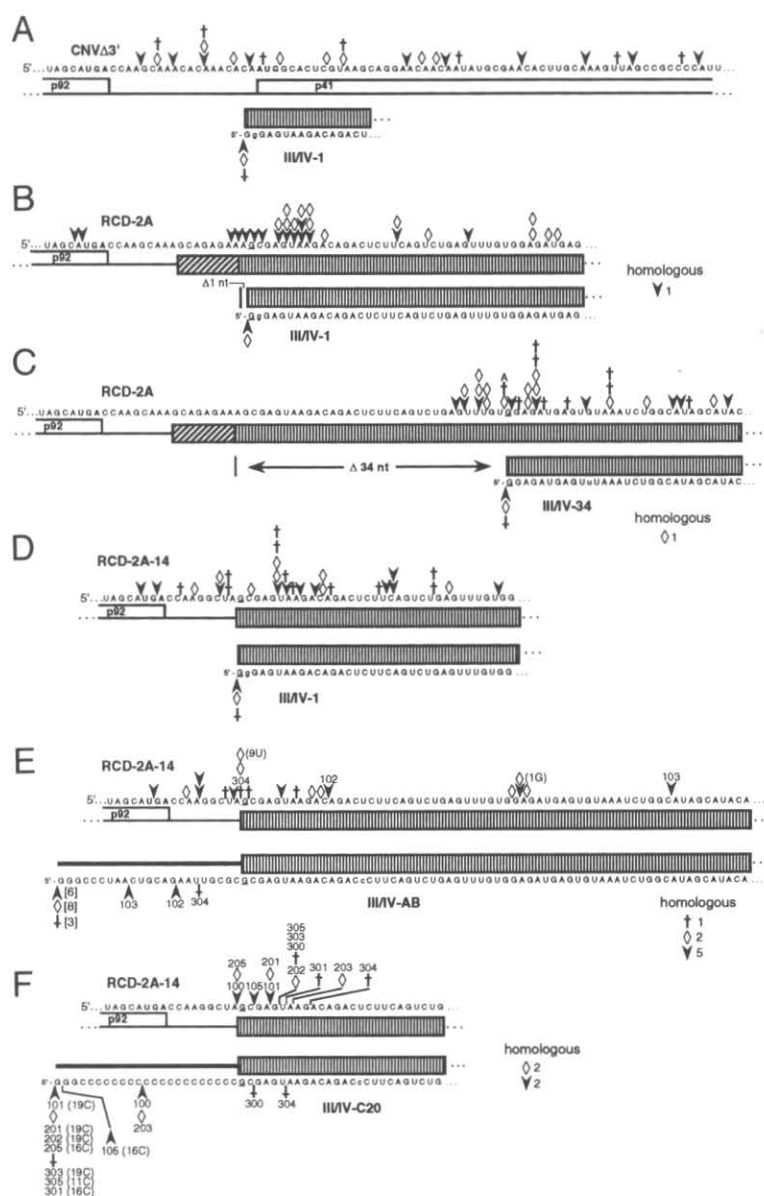 A
CNVΔ3'
5'...UAGCAUGACCAAGCAAACACAAACACAAUGGCACUCGUAAGCAGGAACAACAAUAUGCGAACACUUGCAAAGUUAGCCGCCCCAUU...
p92
p41
5'-GgGAGUAAGACAGACU...
III/IV-1
B
RCD-2A
5'...UAGCAUGACCAAGCAAAGCAGAGAAAGCGAGUAAGACAGACUCUUCAGUCUGAGUUUGUGGAGAUGAG...
p92
Δ1 nt
5'-GgGAGUAAGACAGACUCUUCAGUCUGAGUUUGUGGAGAUGAG...
III/IV-1
homologous
1
C
RCD-2A
A
5'...UAGCAUGACCAAGCAAAGCAGAGAAAGCGAGUAAGACAGACUCUUCAGUCUGAGUUUGUGGAGAUGAGUGUAAAUCUGGCAUAGCAUAC...
p92
Δ 34 nt
5'-GGAGAUGAGUuUAAAUCUGGCAUAGCAUAC...
III/IV-34
homologous
1
D
RCD-2A-14
5'...UAGCAUGACCAAGGCUAGCGAGUAAGACAGACUCUUCAGUCUGAGUUUGUGG...
p92
5'-GgGAGUAAGACAGACUCUUCAGUCUGAGUUUGUGG...
III/IV-1
E
RCD-2A-14
(9U)
304
102
(1G)
103
5'...UAGCAUGACCAAGGCUAGCGAGUAAGACAGACUCUUCAGUCUGAGUUUGUGGAGAUGAGUGUAAAUCUGGCAUAGCAUACA...
p92
5'-GGGCCCUAACUGCAGAAUUGCGCGAGUAAGACAGACcCUUCAGUCUGAGUUUGUGGAGAUGAGUGUAAAUCUGGCAUAGCAUACA...
[6]
[8]
[3]
103
102
304
III/IV-AB
homologous
1
2
5
F
RCD-2A-14
305
303
300
205
201
202
301
203
304
100
105
101
5'...UAGCAUGACCAAGGCUAGCGAGUAAGACAGACUCUUCAGUCUG...
p92
5'-GGGCCCCCCCCCCCCCCCCCCCCGCGAGUAAGACAGACcCUUCAGUCUG...
101 (19C)
100
300
304
III/IV-C20
201 (19C)
202 (19C)
205 (16C)
105 (16C)
203
303 (19C)
305 (11C)
301 (16C)
homologous
2
2